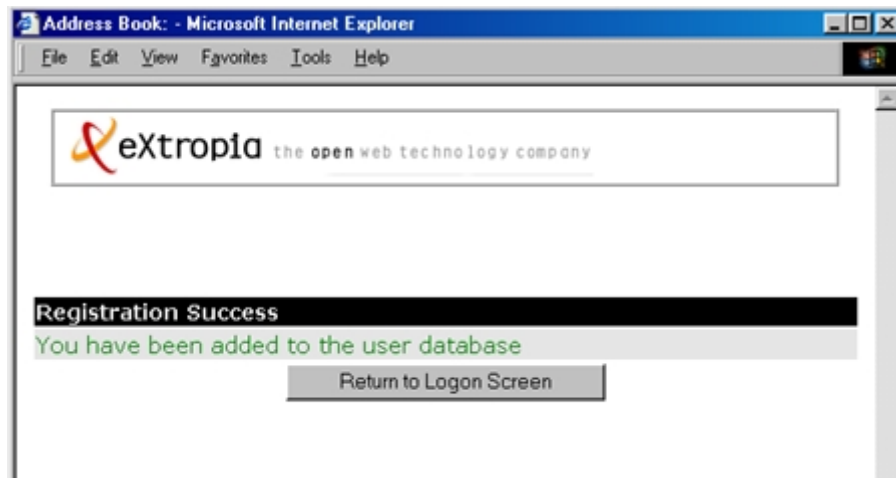 Address Book: - Microsoft Internet Explorer
File Edit View Favorites Tools Help
eXtropia the open web technology company
Registration Success
You have been added to the user database
Return to Logon Screen